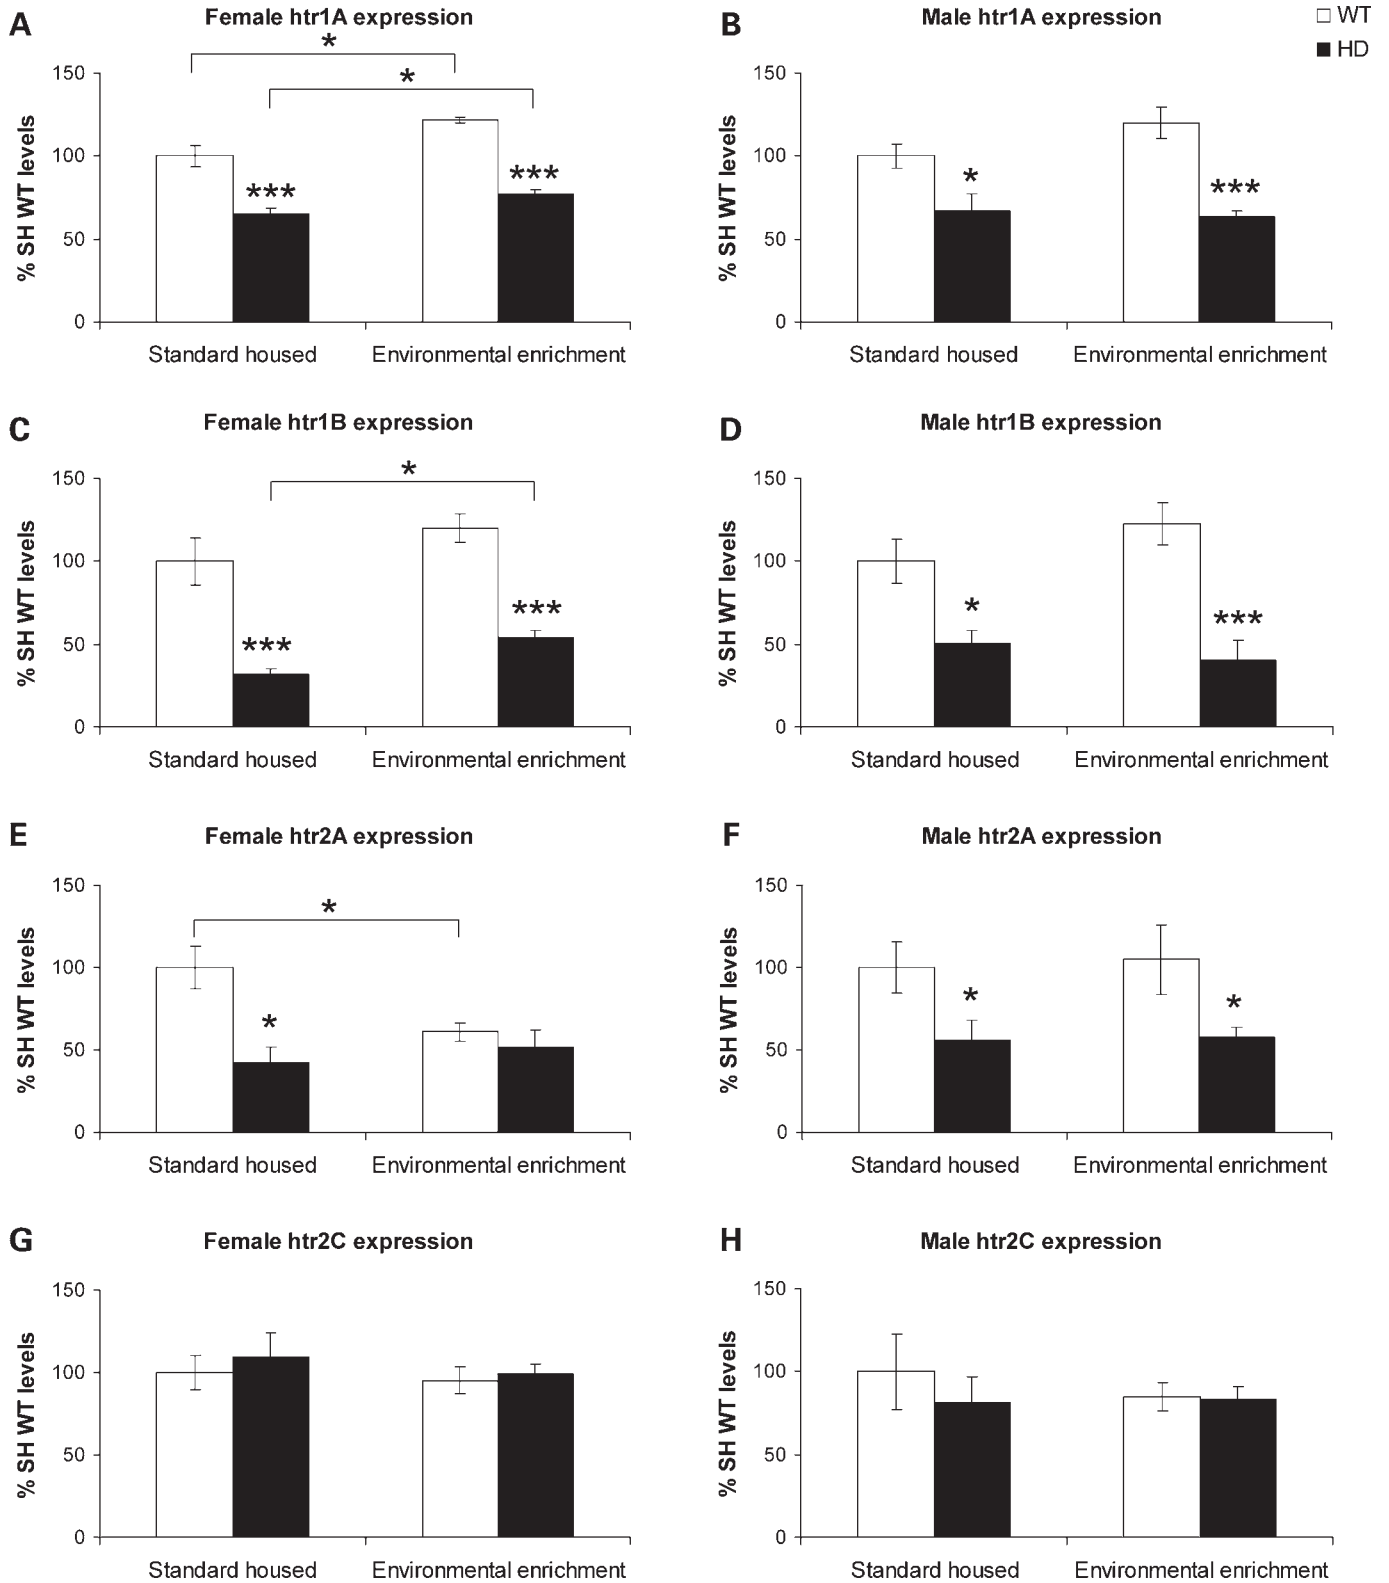 A
Female htr1A expression
% SH WT levels
150
100
50
0
*
*
***
***
Standard housed
Environmental enrichment
B
Male htr1A expression
WT
HD
% SH WT levels
150
100
50
0
*
***
Standard housed
Environmental enrichment
C
Female htr1B expression
% SH WT levels
150
100
50
0
*
***
***
Standard housed
Environmental enrichment
D
Male htr1B expression
% SH WT levels
150
100
50
0
*
***
Standard housed
Environmental enrichment
E
Female htr2A expression
% SH WT levels
150
100
50
0
*
*
Standard housed
Environmental enrichment
F
Male htr2A expression
% SH WT levels
150
100
50
0
*
*
Standard housed
Environmental enrichment
G
Female htr2C expression
% SH WT levels
150
100
50
0
Standard housed
Environmental enrichment
H
Male htr2C expression
% SH WT levels
150
100
50
0
Standard housed
Environmental enrichment